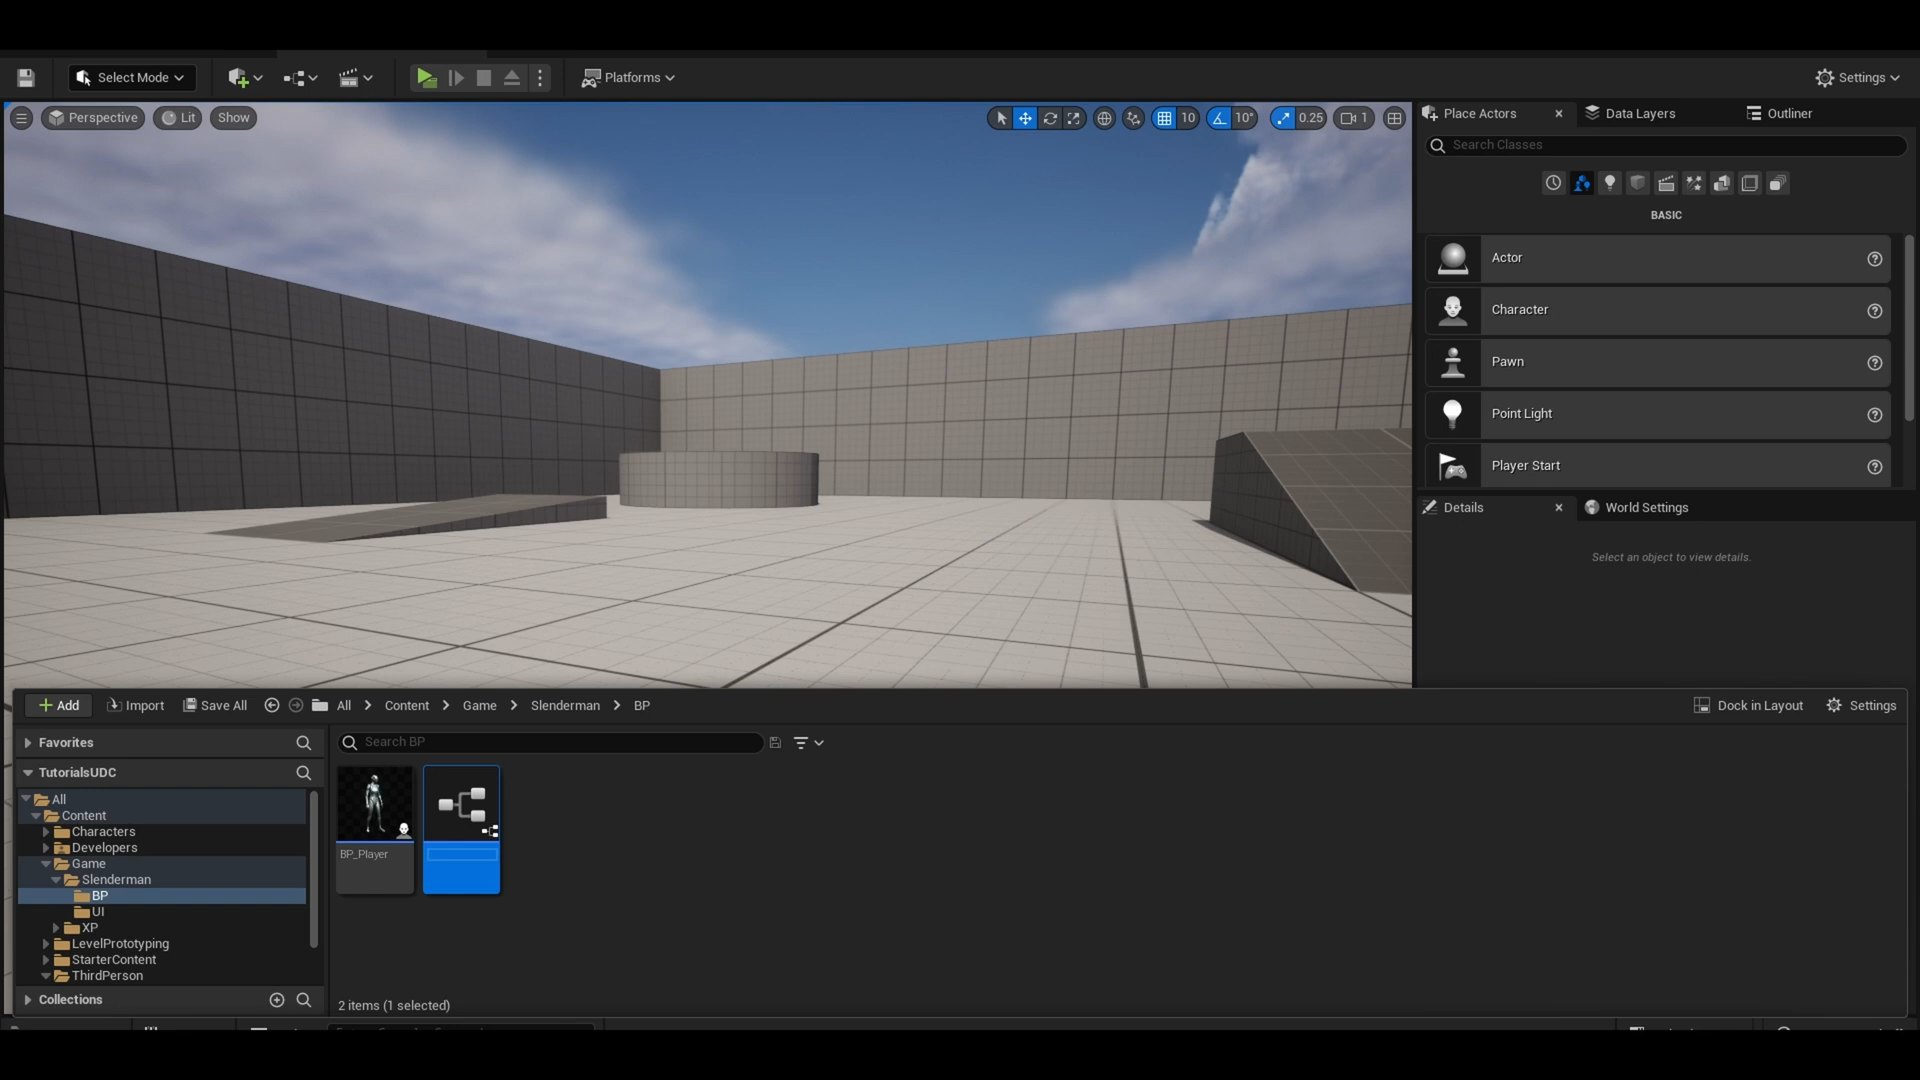 Select Mode
Platforms
Settings
Perspective
Lit
Show
10
10°
0.25
1
Place Actors
Data Layers
Outliner
Search Classes
BASIC
Actor
Character
Pawn
Point Light
Player Start
Details
World Settings
Select an object to view details.
Add
Import
Save All
All
Content
Game
Slenderman
BP
Dock in Layout
Settings
Favorites
TutorialsUDC
All
Content
Characters
Developers
Game
Slenderman
BP
UI
XP
LevelPrototyping
StarterContent
ThirdPerson
Collections
Search BP
BP_Player
2 items (1 selected)